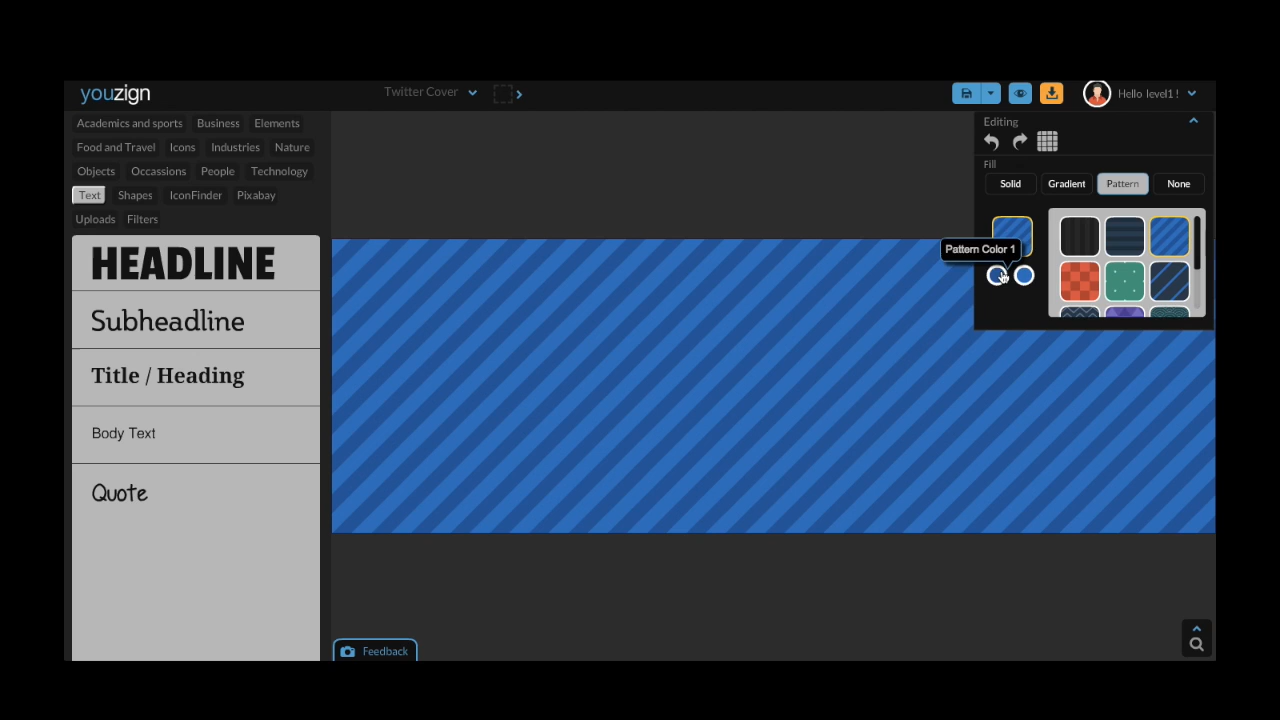 youzign
Twitter Cover
Hello level1 !
Academics and sports Business Elements
Food and Travel Icons Industries Nature
Objects Occassions People Technology
Text Shapes IconFinder Pixabay
Uploads Filters
HEADLINE
Subheadline
Title / Heading
Body Text
Quote
Editing
Fill
Solid Gradient Pattern None
Pattern Color 1
Feedback